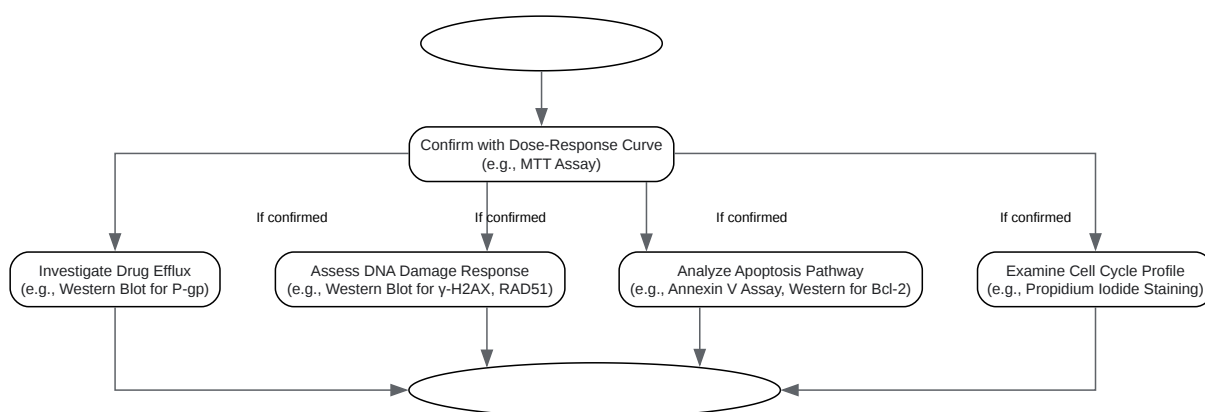 Confirm with Dose-Response Curve
(e.g., MTT Assay)
If confirmed
If confirmed
If confirmed
If confirmed
Investigate Drug Efflux
(e.g., Western Blot for P-gp)
Assess DNA Damage Response
(e.g., Western Blot for γ-H2AX, RAD51)
Analyze Apoptosis Pathway
(e.g., Annexin V Assay, Western for Bcl-2)
Examine Cell Cycle Profile
(e.g., Propidium Iodide Staining)